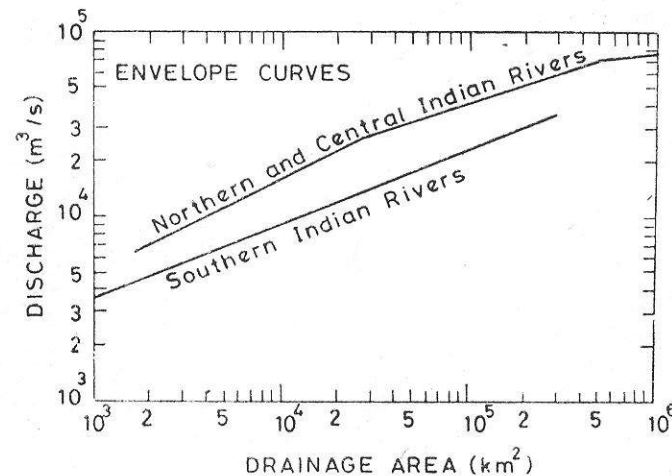 ENVELOPE CURVES
Northern and Central Indian Rivers
Southern Indian Rivers
DISCHARGE (m³/s)
10⁵
5
3
2
10⁴
5
3
2
10³
10³ 2 5 10⁴ 2 5 10⁵ 2 5 10⁶
DRAINAGE AREA (km²)